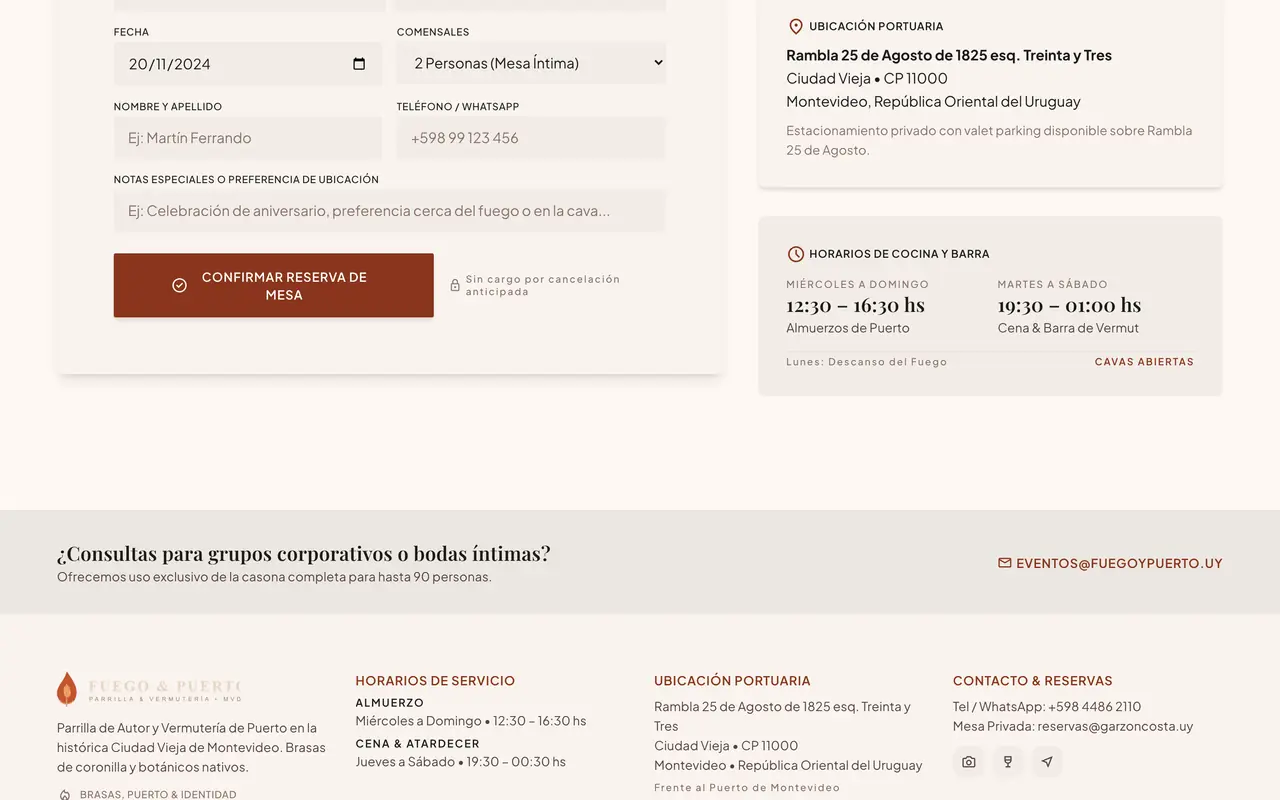 FECHA
COMENSALES
20/11/2024
2 Personas (Mesa Íntima)
NOMBRE Y APELLIDO
TELÉFONO / WHATSAPP
Ej: Martín Ferrando
+598 99 123 456
NOTAS ESPECIALES O PREFERENCIA DE UBICACIÓN
Ej: Celebración de aniversario, preferencia cerca del fuego o en la cava...
CONFIRMAR RESERVA DE
MESA
Sin cargo por cancelación
anticipada
UBICACIÓN PORTUARIA
Rambla 25 de Agosto de 1825 esq. Treinta y Tres
Ciudad Vieja • CP 11000
Montevideo, República Oriental del Uruguay
Estacionamiento privado con valet parking disponible sobre Rambla
25 de Agosto.
HORARIOS DE COCINA Y BARRA
MIÉRCOLES A DOMINGO
12:30 – 16:30 hs
Almuerzos de Puerto
MARTES A SÁBADO
19:30 – 01:00 hs
Cena & Barra de Vermut
Lunes: Descanso del Fuego
CAVAS ABIERTAS
¿Consultas para grupos corporativos o bodas íntimas?
Ofrecemos uso exclusivo de la casona completa para hasta 90 personas.
EVENTOS@FUEGOYPUERTO.UY
FUEGO & PUERTO
PARRILLA & VERMUTERÍA • MVD
Parrilla de Autor y Vermutería de Puerto en la
histórica Ciudad Vieja de Montevideo. Brasas
de coronilla y botánicos nativos.
BRASAS, PUERTO & IDENTIDAD
HORARIOS DE SERVICIO
ALMUERZO
Miércoles a Domingo • 12:30 – 16:30 hs
CENA & ATARDECER
Jueves a Sábado • 19:30 – 00:30 hs
UBICACIÓN PORTUARIA
Rambla 25 de Agosto de 1825 esq. Treinta y
Tres
Ciudad Vieja • CP 11000
Montevideo • República Oriental del Uruguay
Frente al Puerto de Montevideo
CONTACTO & RESERVAS
Tel / WhatsApp: +598 4486 2110
Mesa Privada: reservas@garzoncosta.uy